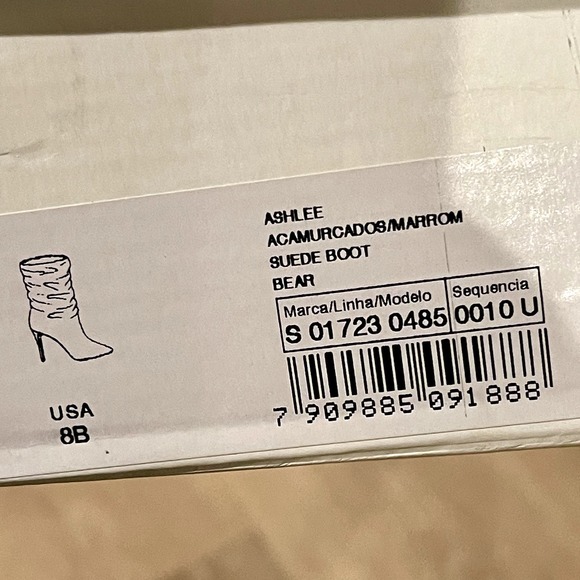 ASHLEE
ACAMURCADOS/MARROM
SUEDE BOOT
BEAR
Marca/Linha/Modelo Sequencia
S 01723 0485 0010 U
7 909885 091888
USA
8B